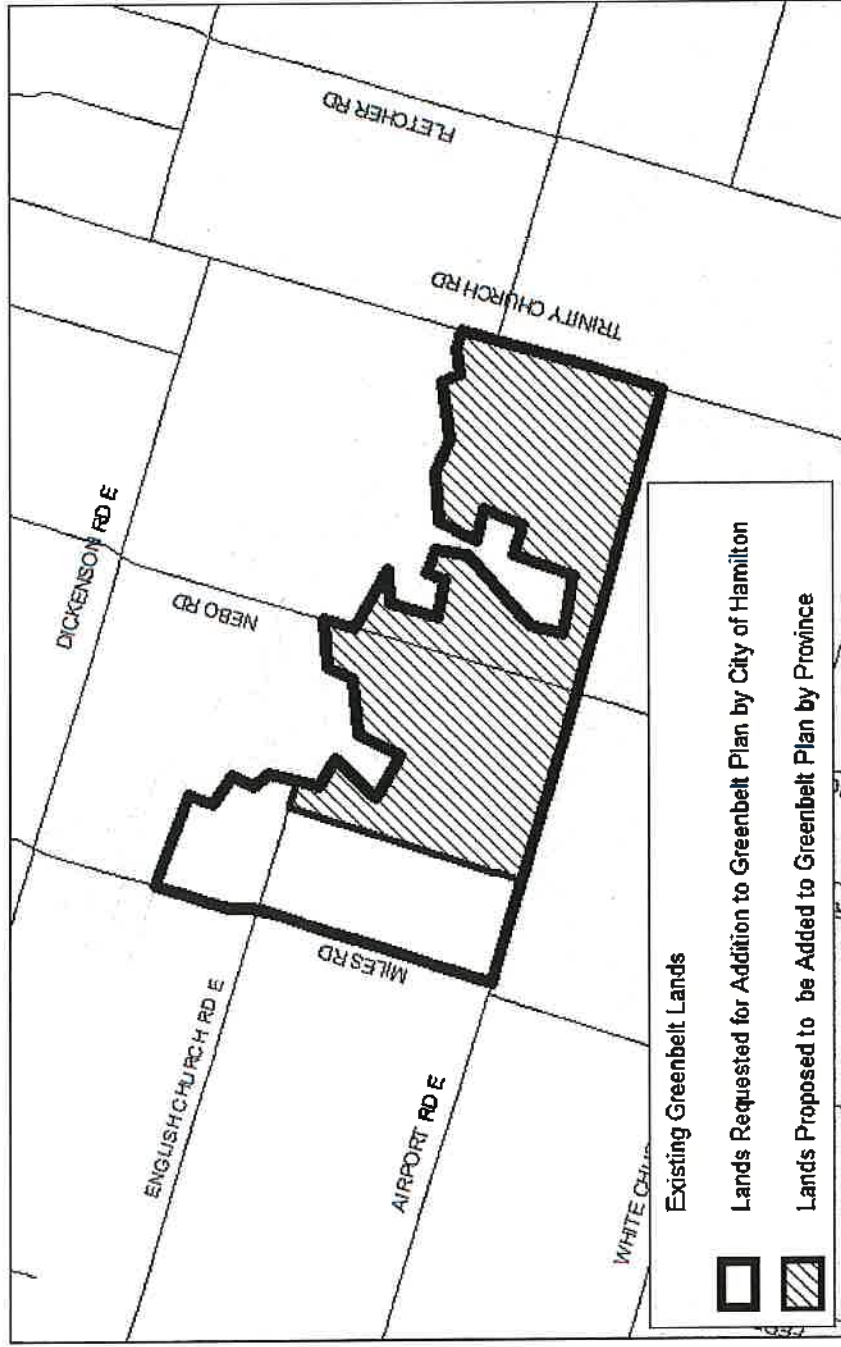 FLETCHER RD
TRINITY CHURCH RD
DICKENSON RD E
NEBO RD
MILES RD
ENGLISH CHURCH RD E
AIRPORT RD E
WHITE
Existing Greenbelt Lands
Lands Requested for Addition to Greenbelt Plan by City of Hamilton
Lands Proposed to be Added to Greenbelt Plan by Province